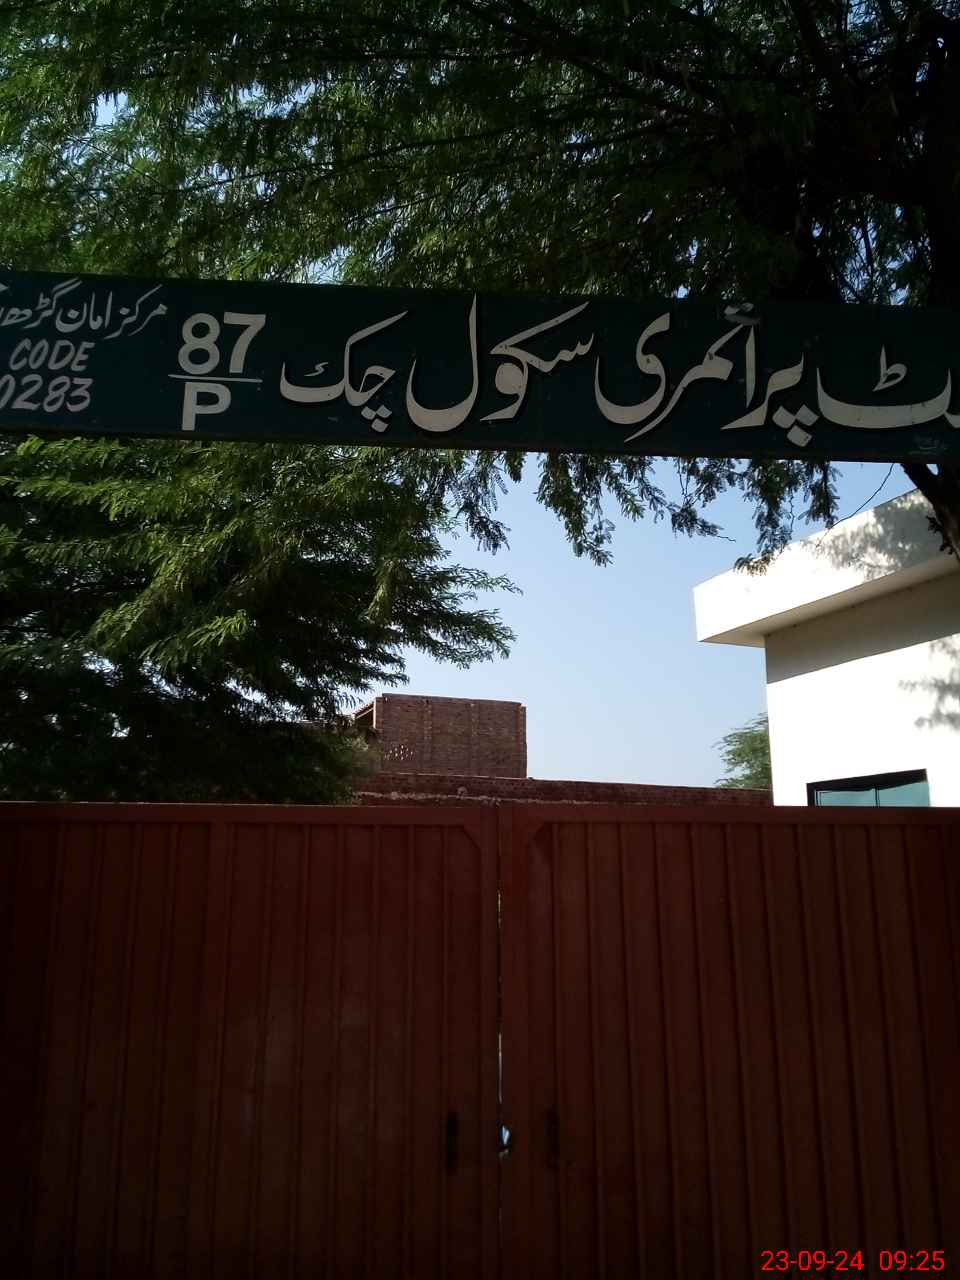 پرائمری سکول چک 87/P
مرکز امان گڑھ
CODE
0283
23-09-24 09:25